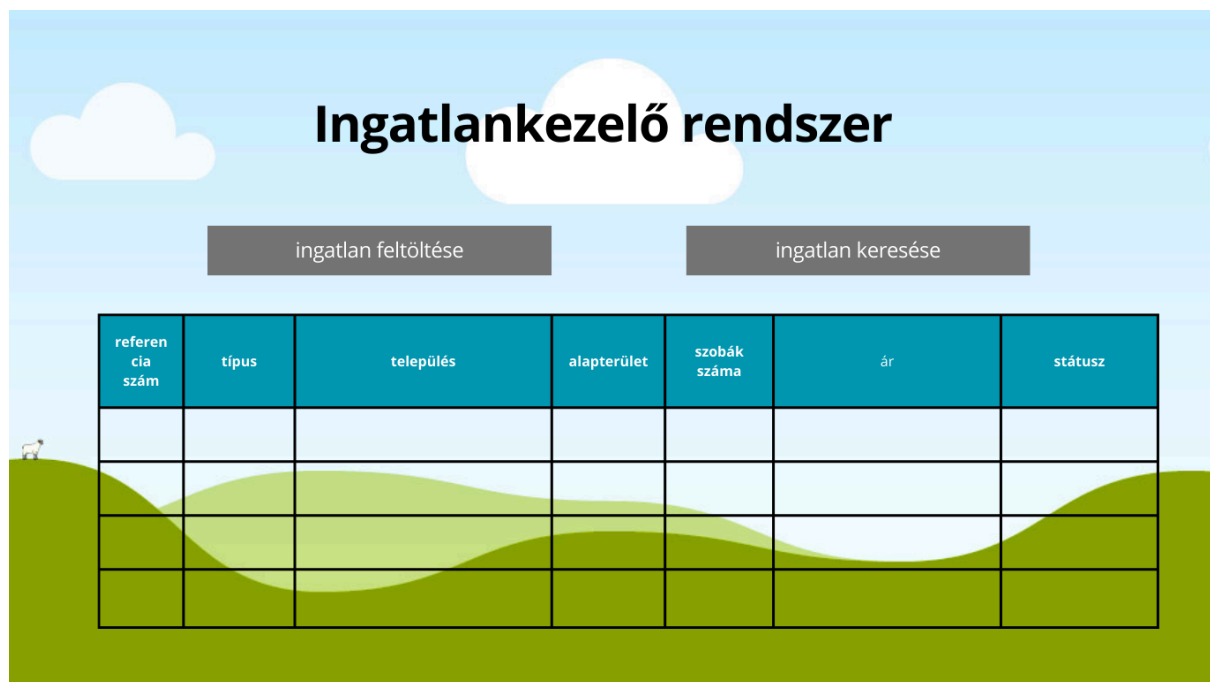 Ingatlankezelő rendszer
ingatlan feltöltése
ingatlan keresése
referen
cia
szám
típus
település
alapterület
szobák
száma
ár
státusz